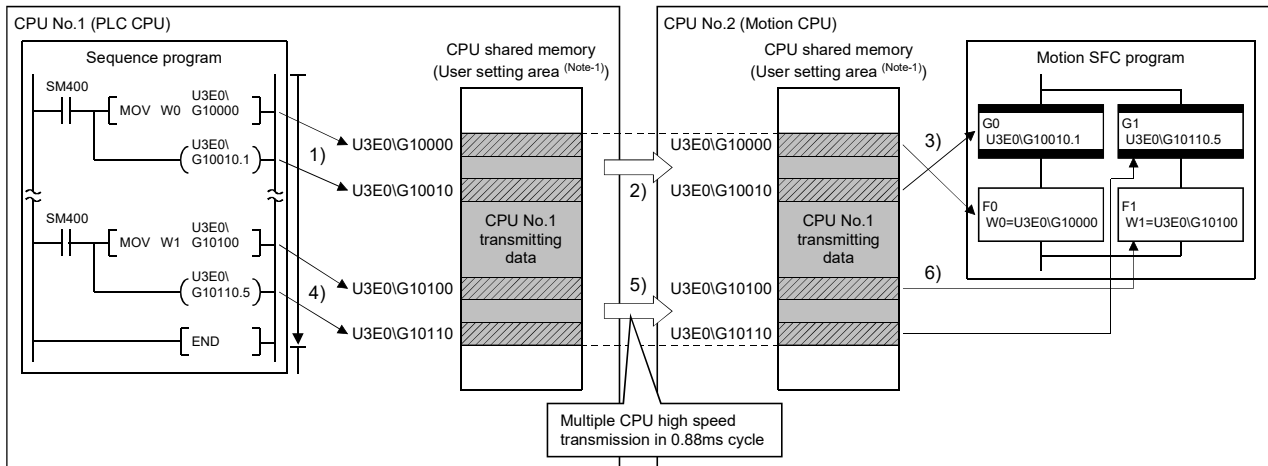 CPU No.1 (PLC CPU)
Sequence program
SM400
MOV W0 U3E0\
G10000
U3E0\
G10010.1
1)
SM400
MOV W1 U3E0\
G10100
U3E0\
G10110.5
4)
END
CPU shared memory
(User setting area (Note-1))
U3E0\G10000
U3E0\G10010
CPU No.1
transmitting
data
U3E0\G10100
U3E0\G10110
2)
5)
Multiple CPU high speed
transmission in 0.88ms cycle
CPU No.2 (Motion CPU)
CPU shared memory
(User setting area (Note-1))
U3E0\G10000
U3E0\G10010
CPU No.1
transmitting
data
U3E0\G10100
U3E0\G10110
3)
6)
Motion SFC program
G0
U3E0\G10010.1
G1
U3E0\G10110.5
F0
W0=U3E0\G10000
F1
W1=U3E0\G10100